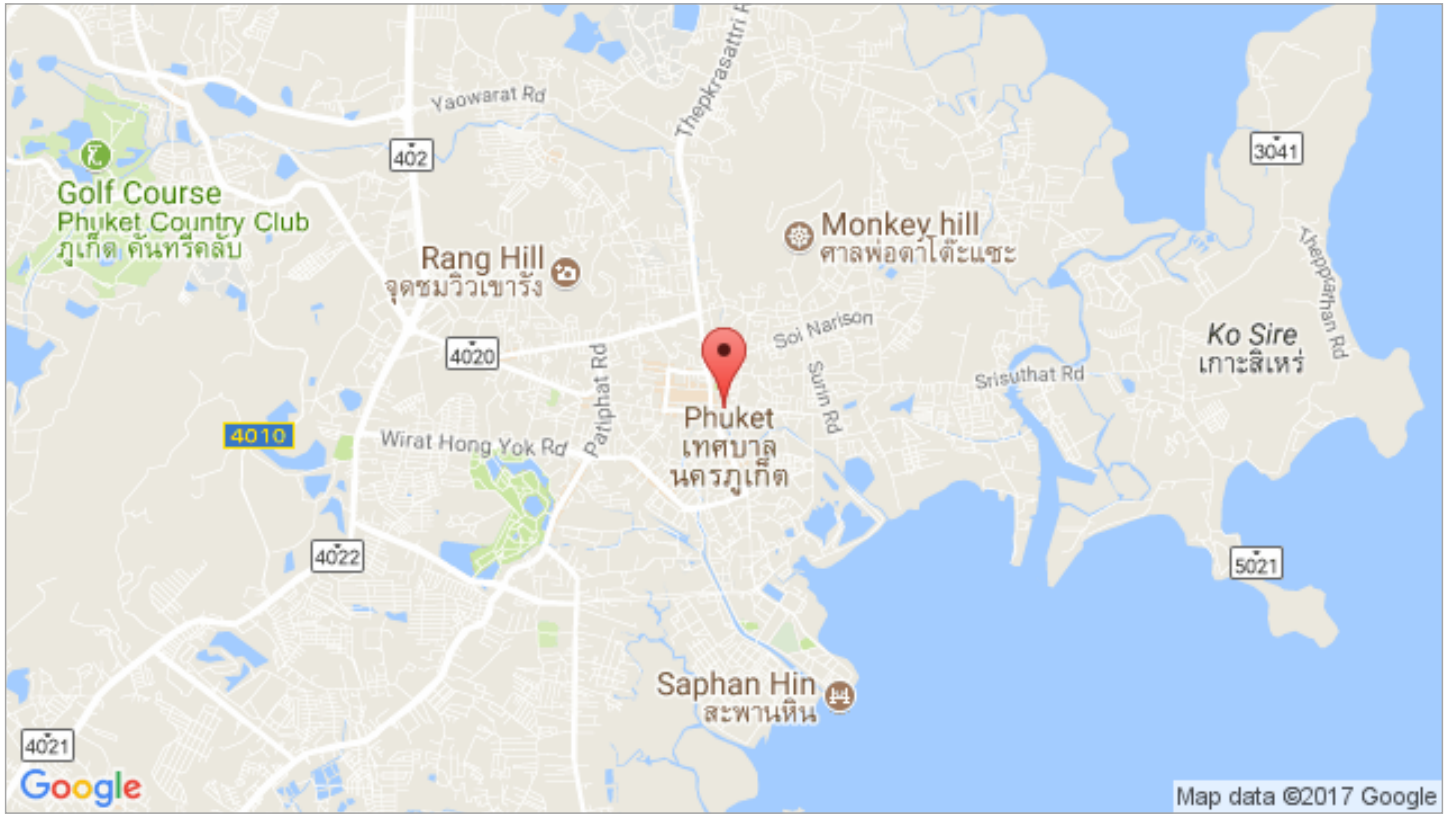 Thepkrasattri R
Yaowarat Rd
402
3041
Golf Course
Phuket Country Club
ภูเก็ต คันทรีคลับ
Monkey hill
ศาลพ่อตาโต๊ะแซะ
Rang Hill
จุดชมวิวเขารัง
Thepprathan Rd
Soi Narison
Ko Sire
เกาะสิเหร่
4020
Patiphat Rd
Surin Rd
Srisuthat Rd
4010
Wirat Hong Yok Rd
Phuket
เทศบาล
นครภูเก็ต
4022
5021
Saphan Hin
สะพานหิน
4021
Google
Map data ©2017 Google